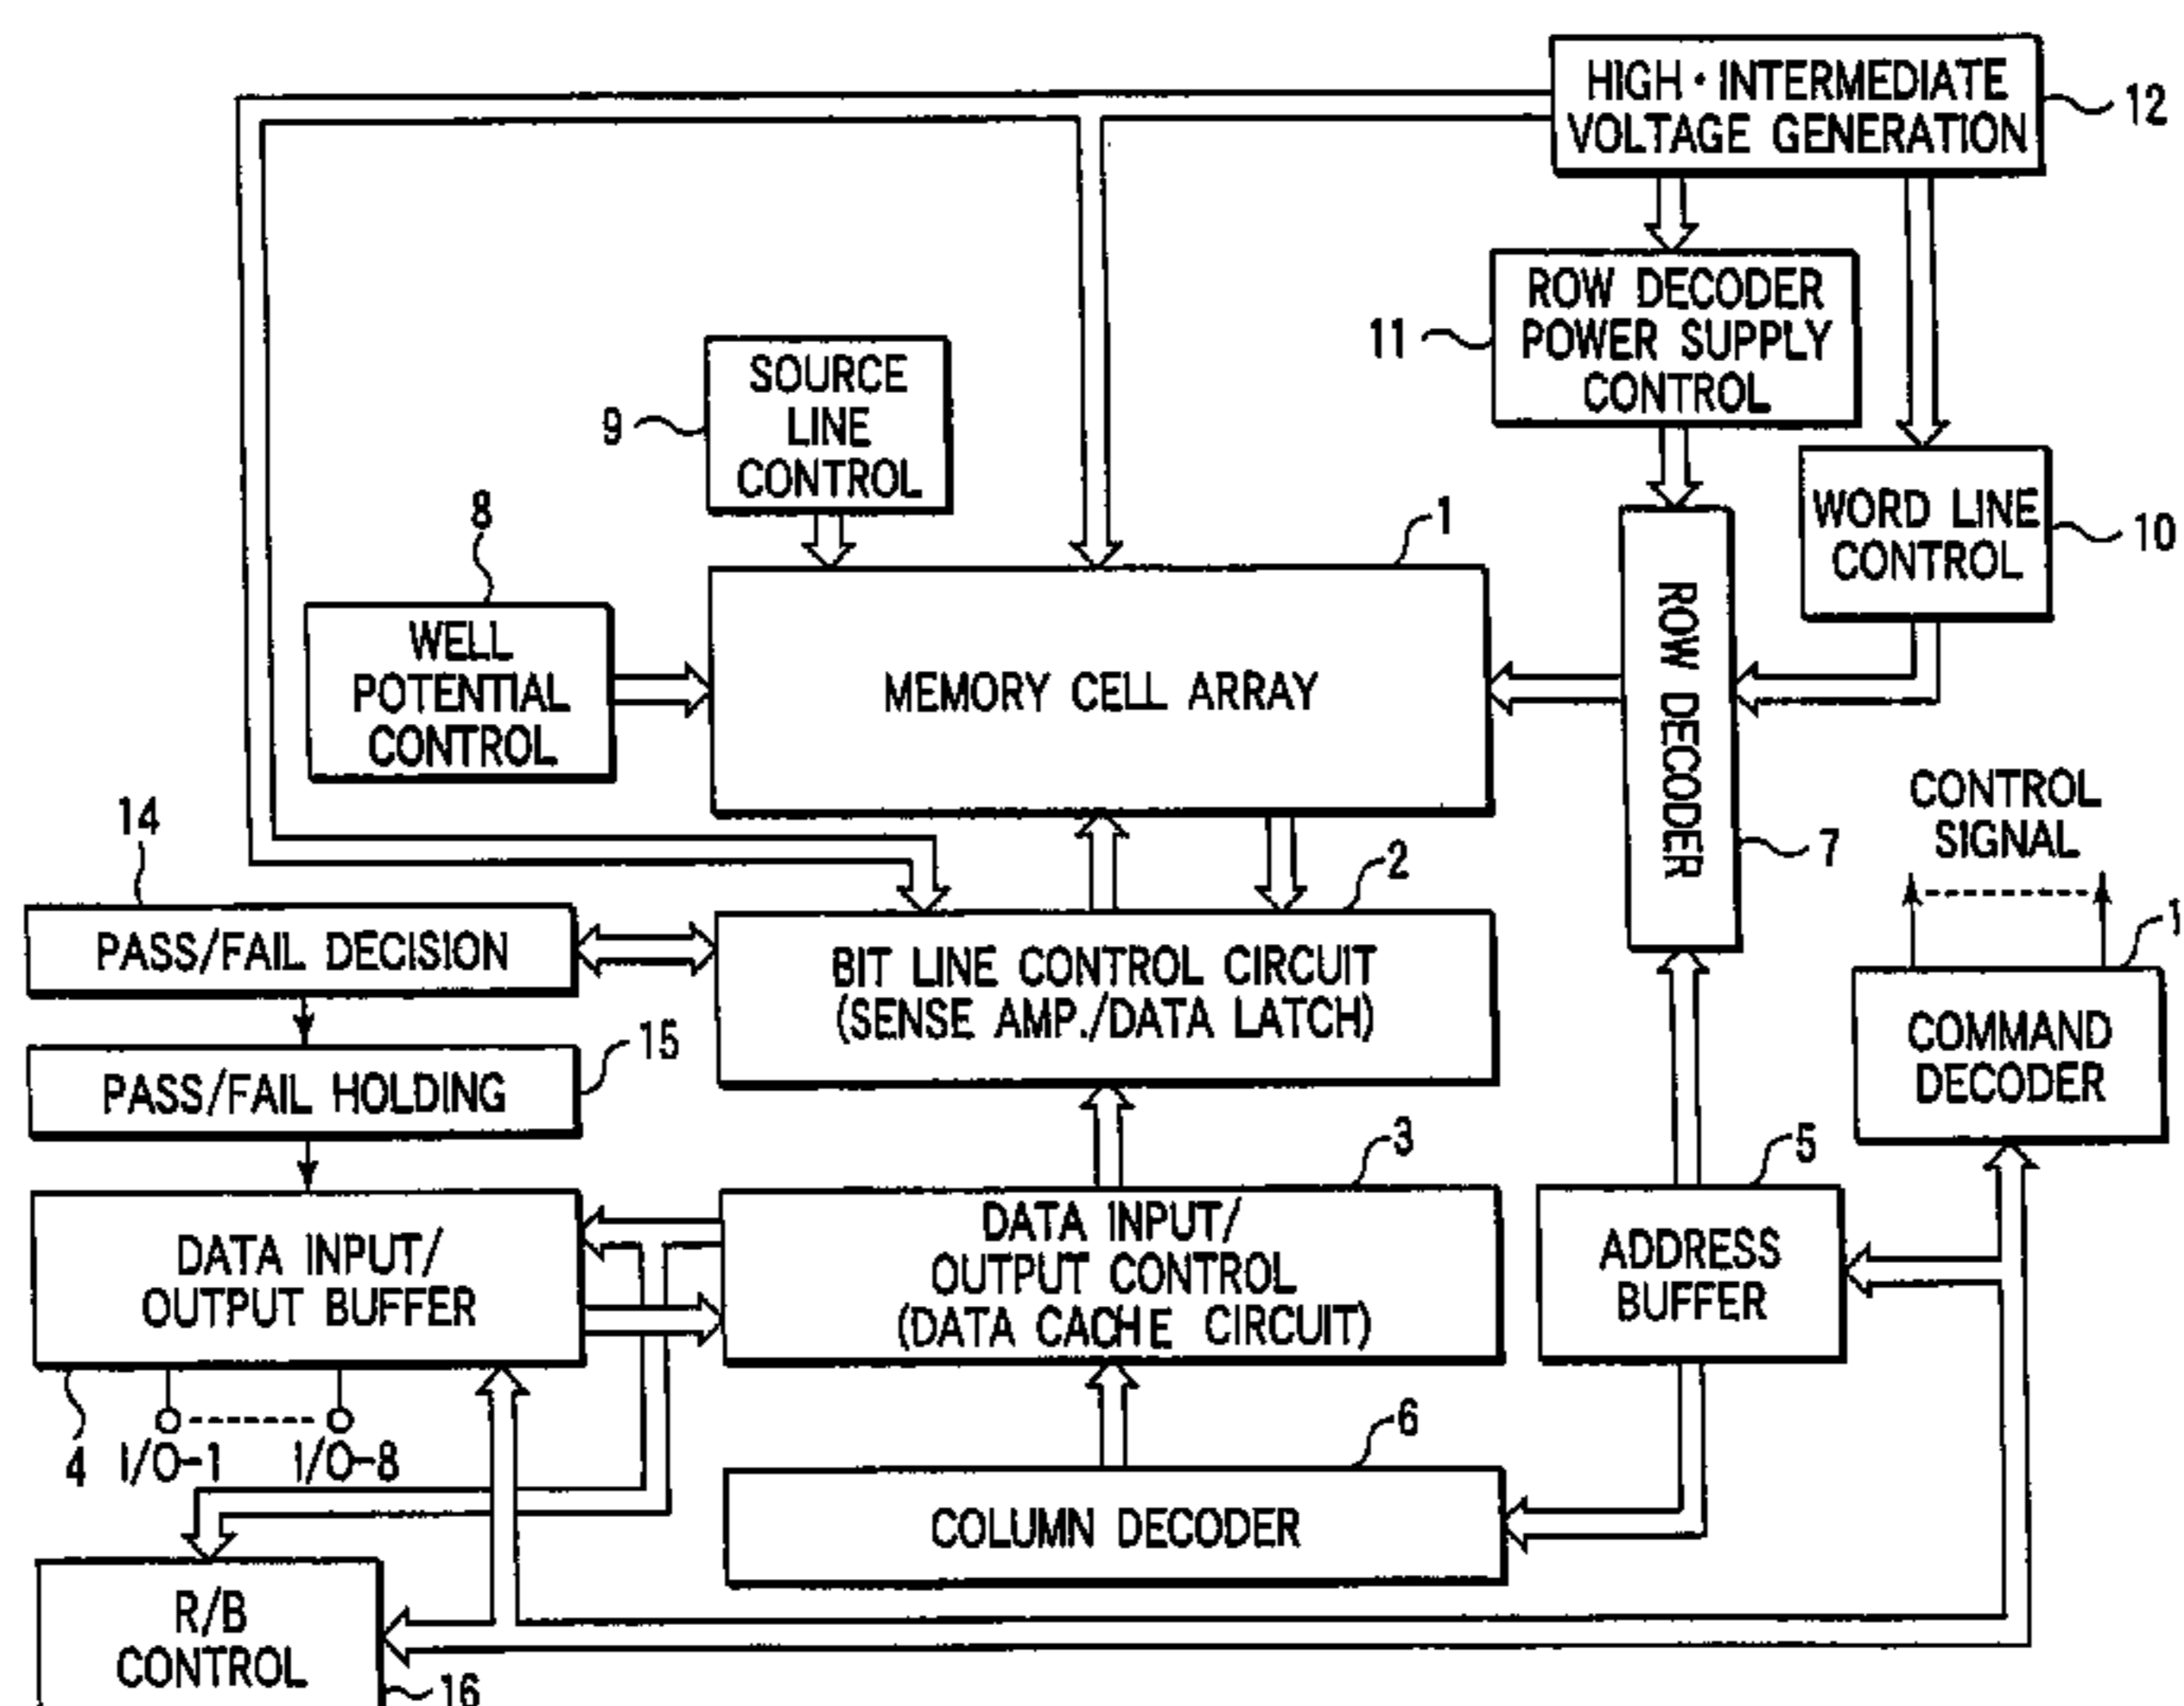 HIGH・INTERMEDIATE
VOLTAGE GENERATION
12
ROW DECODER
POWER SUPPLY
CONTROL
11
SOURCE
LINE
CONTROL
9
WORD LINE
CONTROL
10
8
1
WELL
POTENTIAL
CONTROL
MEMORY CELL ARRAY
ROW DECODER
7
CONTROL
SIGNAL
14
2
PASS/FAIL DECISION
BIT LINE CONTROL CIRCUIT
(SENSE AMP./DATA LATCH)
1
COMMAND
DECODER
15
PASS/FAIL HOLDING
3
5
DATA INPUT/
OUTPUT BUFFER
DATA INPUT/
OUTPUT CONTROL
(DATA CACHE CIRCUIT)
ADDRESS
BUFFER
4 I/O-1 I/O-8
6
COLUMN DECODER
R/B
CONTROL
16